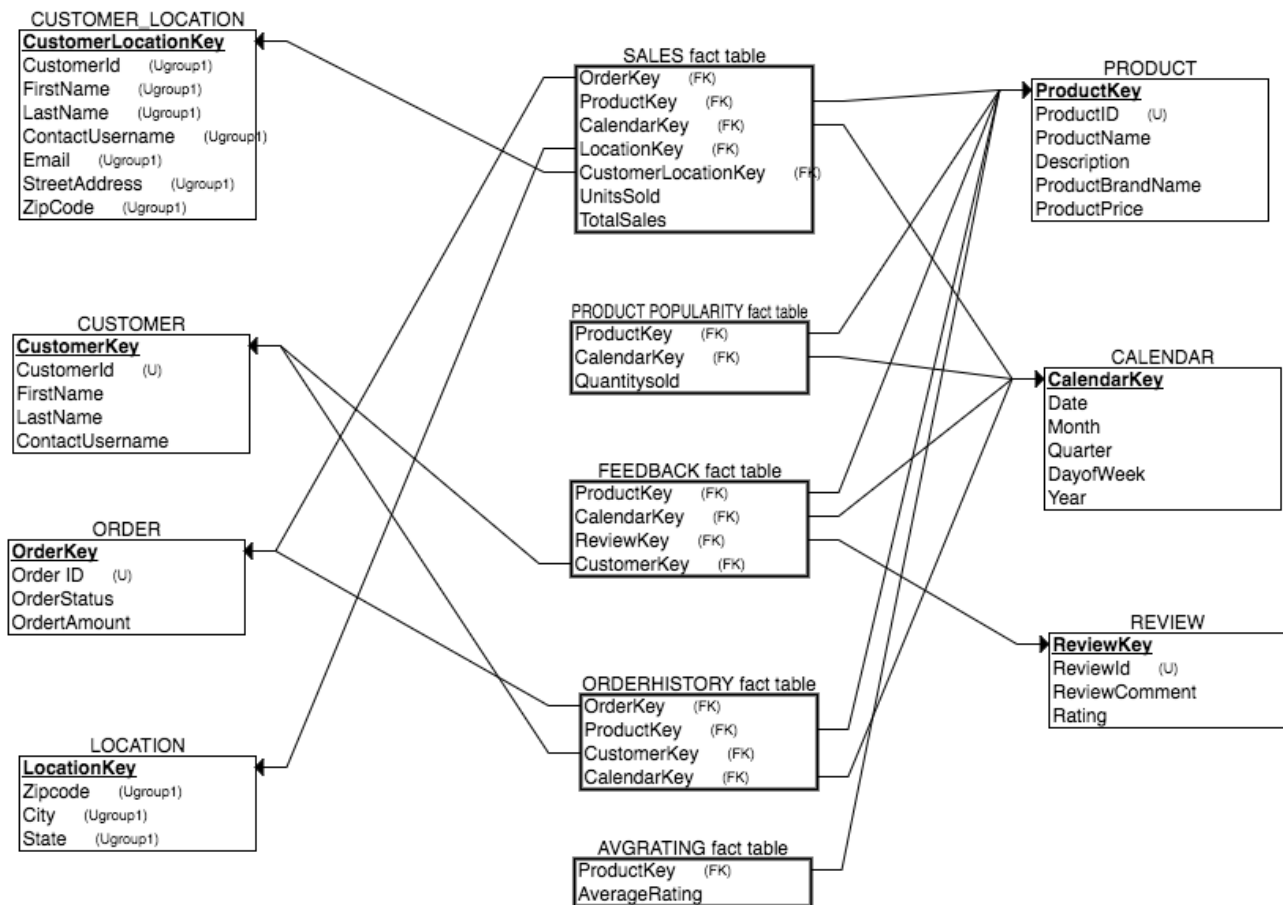 CUSTOMER_LOCATION
CustomerLocationKey
CustomerId (Ugroup1)
FirstName (Ugroup1)
LastName (Ugroup1)
ContactUsername (Ugroup1)
Email (Ugroup1)
StreetAddress (Ugroup1)
ZipCode (Ugroup1)
CUSTOMER
CustomerKey
CustomerId (U)
FirstName
LastName
ContactUsername
ORDER
OrderKey
Order ID (U)
OrderStatus
OrdertAmount
LOCATION
LocationKey
Zipcode (Ugroup1)
City (Ugroup1)
State (Ugroup1)
SALES fact table
OrderKey (FK)
ProductKey (FK)
CalendarKey (FK)
LocationKey (FK)
CustomerLocationKey (FK)
UnitsSold
TotalSales
PRODUCT POPULARITY fact table
ProductKey (FK)
CalendarKey (FK)
Quantitysold
FEEDBACK fact table
ProductKey (FK)
CalendarKey (FK)
ReviewKey (FK)
CustomerKey (FK)
ORDERHISTORY fact table
OrderKey (FK)
ProductKey (FK)
CustomerKey (FK)
CalendarKey (FK)
AVGRATING fact table
ProductKey (FK)
AverageRating
PRODUCT
ProductKey
ProductID (U)
ProductName
Description
ProductBrandName
ProductPrice
CALENDAR
CalendarKey
Date
Month
Quarter
DayofWeek
Year
REVIEW
ReviewKey
ReviewId (U)
ReviewComment
Rating